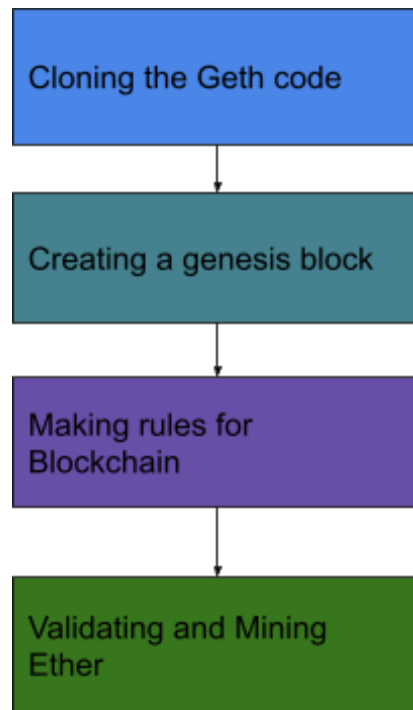 Cloning the Geth code
Creating a genesis block
Making rules for
Blockchain
Validating and Mining
Ether